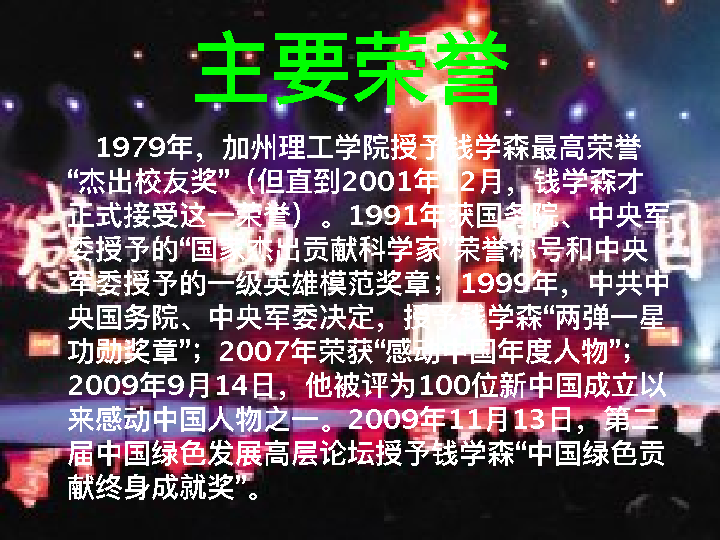 主要荣誉
1979年，加州理工学院授予钱学森最高荣誉
“杰出校友奖”（但直到2001年12月，钱学森才
正式接受这一荣誉）。1991年获国务院、中央军
委授予的“国家杰出贡献科学家”荣誉称号和中央
军委授予的一级英雄模范奖章；1999年，中共中
央国务院、中央军委决定，授予钱学森“两弹一星
功勋奖章”；2007年荣获“感动中国年度人物”；
2009年9月14日，他被评为100位新中国成立以
来感动中国人物之一。2009年11月13日，第二
届中国绿色发展高层论坛授予钱学森“中国绿色贡
献终身成就奖”。